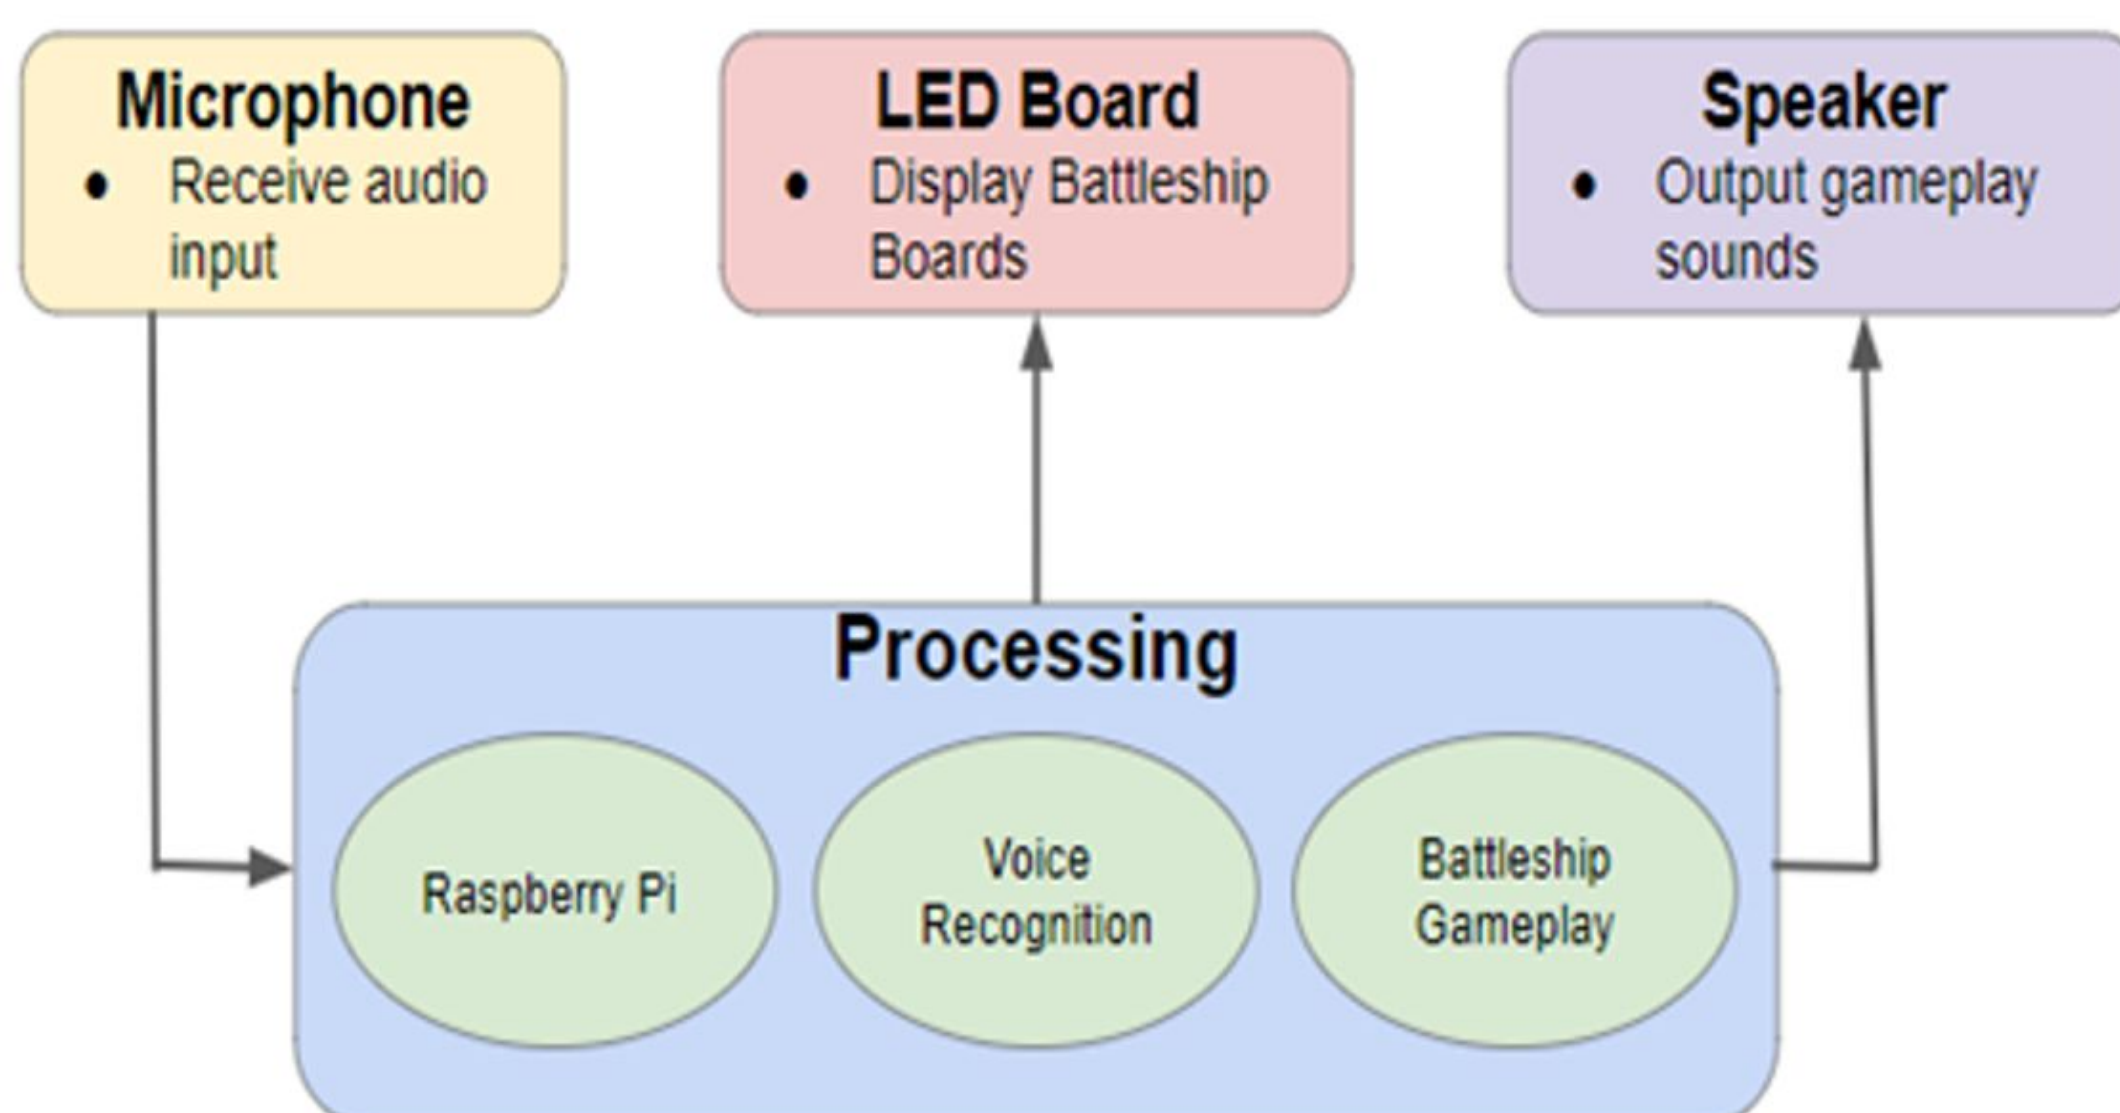 Microphone
● Receive audio
input
LED Board
● Display Battleship
Boards
Speaker
● Output gameplay
sounds
Processing
Raspberry Pi
Voice
Recognition
Battleship
Gameplay